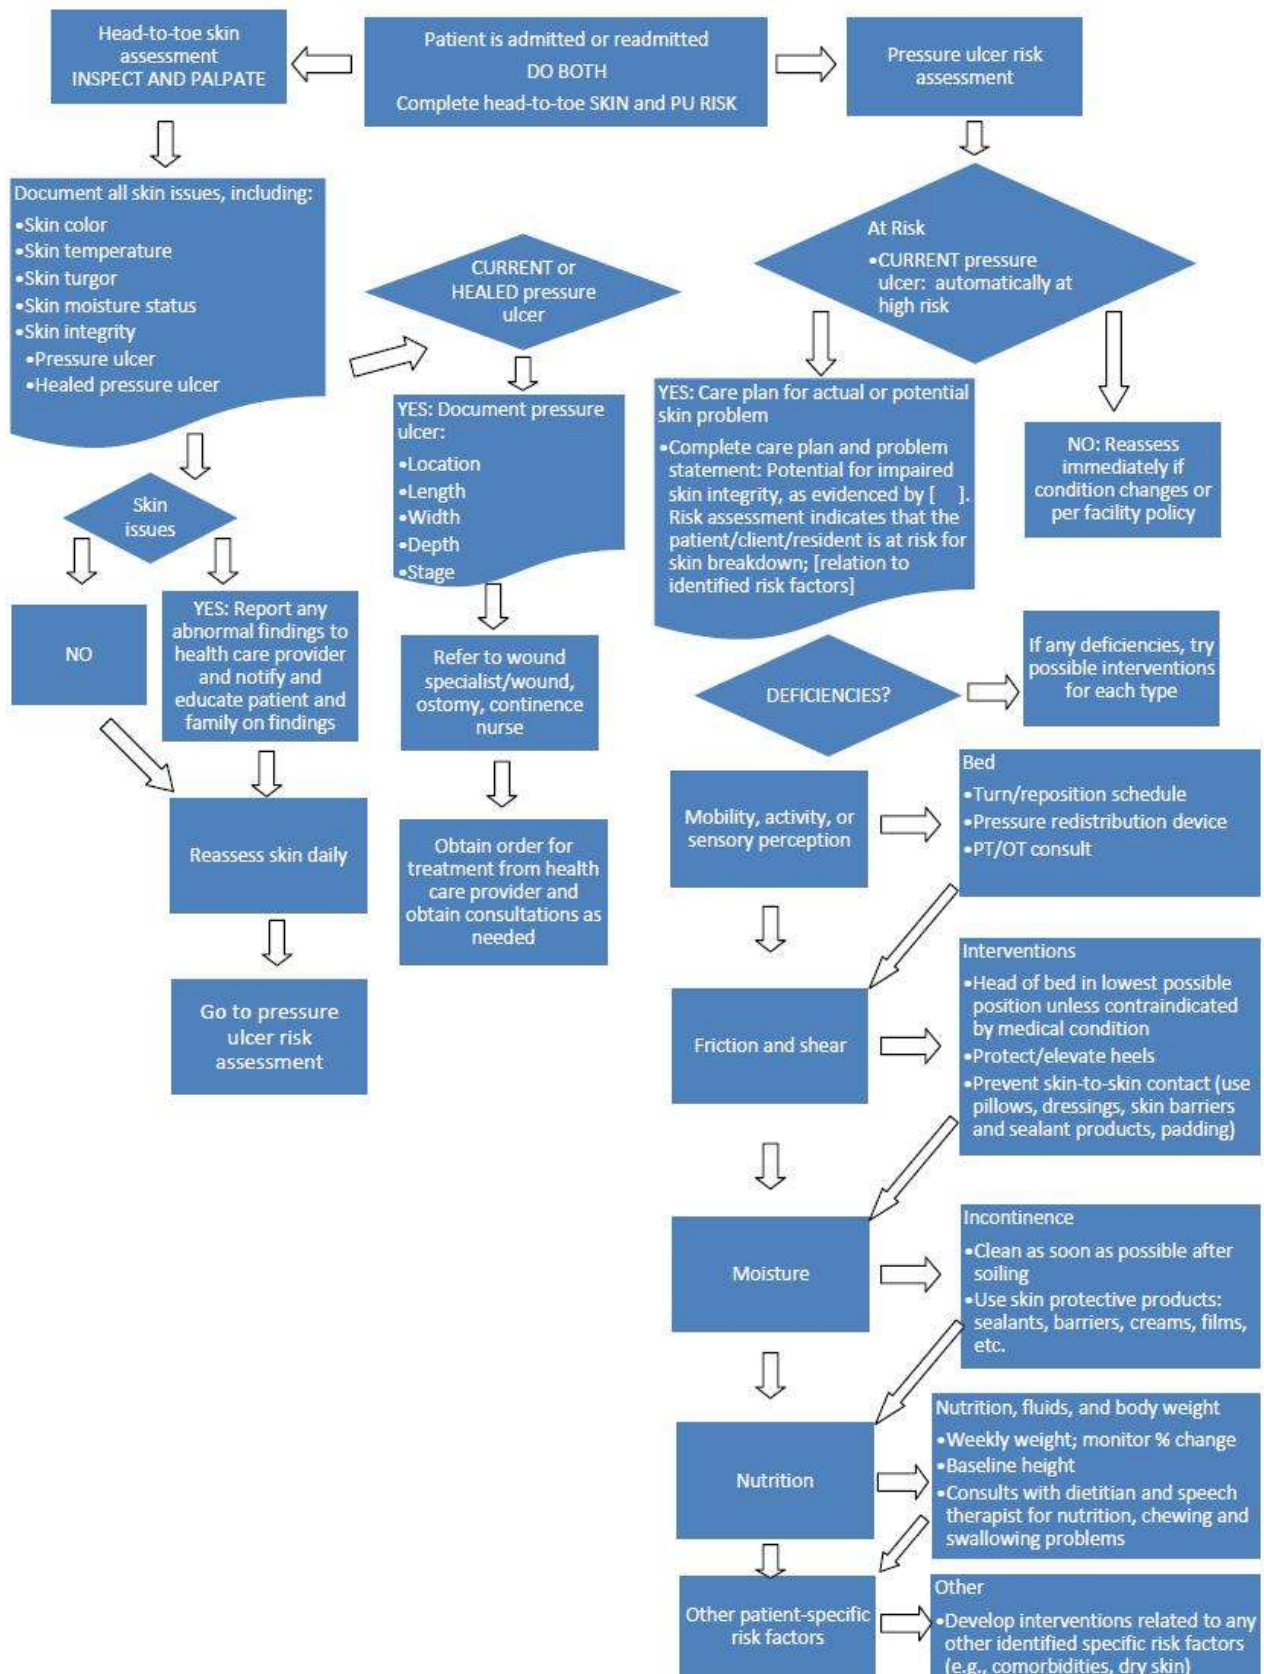 Head-to-toe skin
assessment
INSPECT AND PALPATE
Patient is admitted or readmitted
DO BOTH
Complete head-to-toe SKIN and PU RISK
Pressure ulcer risk
assessment
Document all skin issues, including:
•Skin color
•Skin temperature
•Skin turgor
•Skin moisture status
•Skin integrity
•Pressure ulcer
•Healed pressure ulcer
CURRENT or
HEALED pressure
ulcer
At Risk
•CURRENT pressure
ulcer: automatically at
high risk
YES: Document pressure
ulcer:
•Location
•Length
•Width
•Depth
•Stage
YES: Care plan for actual or potential
skin problem
•Complete care plan and problem
statement: Potential for impaired
skin integrity, as evidenced by [ ].
Risk assessment indicates that the
patient/client/resident is at risk for
skin breakdown; [relation to
identified risk factors]
NO: Reassess
immediately if
condition changes or
per facility policy
Skin
issues
NO
YES: Report any
abnormal findings to
health care provider
and notify and
educate patient and
family on findings
Refer to wound
specialist/wound,
ostomy, continence
nurse
DEFICIENCIES?
If any deficiencies, try
possible interventions
for each type
Reassess skin daily
Obtain order for
treatment from health
care provider and
obtain consultations as
needed
Mobility, activity, or
sensory perception
Bed
•Turn/reposition schedule
•Pressure redistribution device
•PT/OT consult
Go to pressure
ulcer risk
assessment
Friction and shear
Interventions
•Head of bed in lowest possible
position unless contraindicated
by medical condition
•Protect/elevate heels
•Prevent skin-to-skin contact (use
pillows, dressings, skin barriers
and sealant products, padding)
Moisture
Incontinence
•Clean as soon as possible after
soiling
•Use skin protective products:
sealants, barriers, creams, films,
etc.
Nutrition
Nutrition, fluids, and body weight
•Weekly weight; monitor % change
•Baseline height
•Consults with dietitian and speech
therapist for nutrition, chewing and
swallowing problems
Other patient-specific
risk factors
Other
•Develop interventions related to any
other identified specific risk factors
(e.g., comorbidities, dry skin)